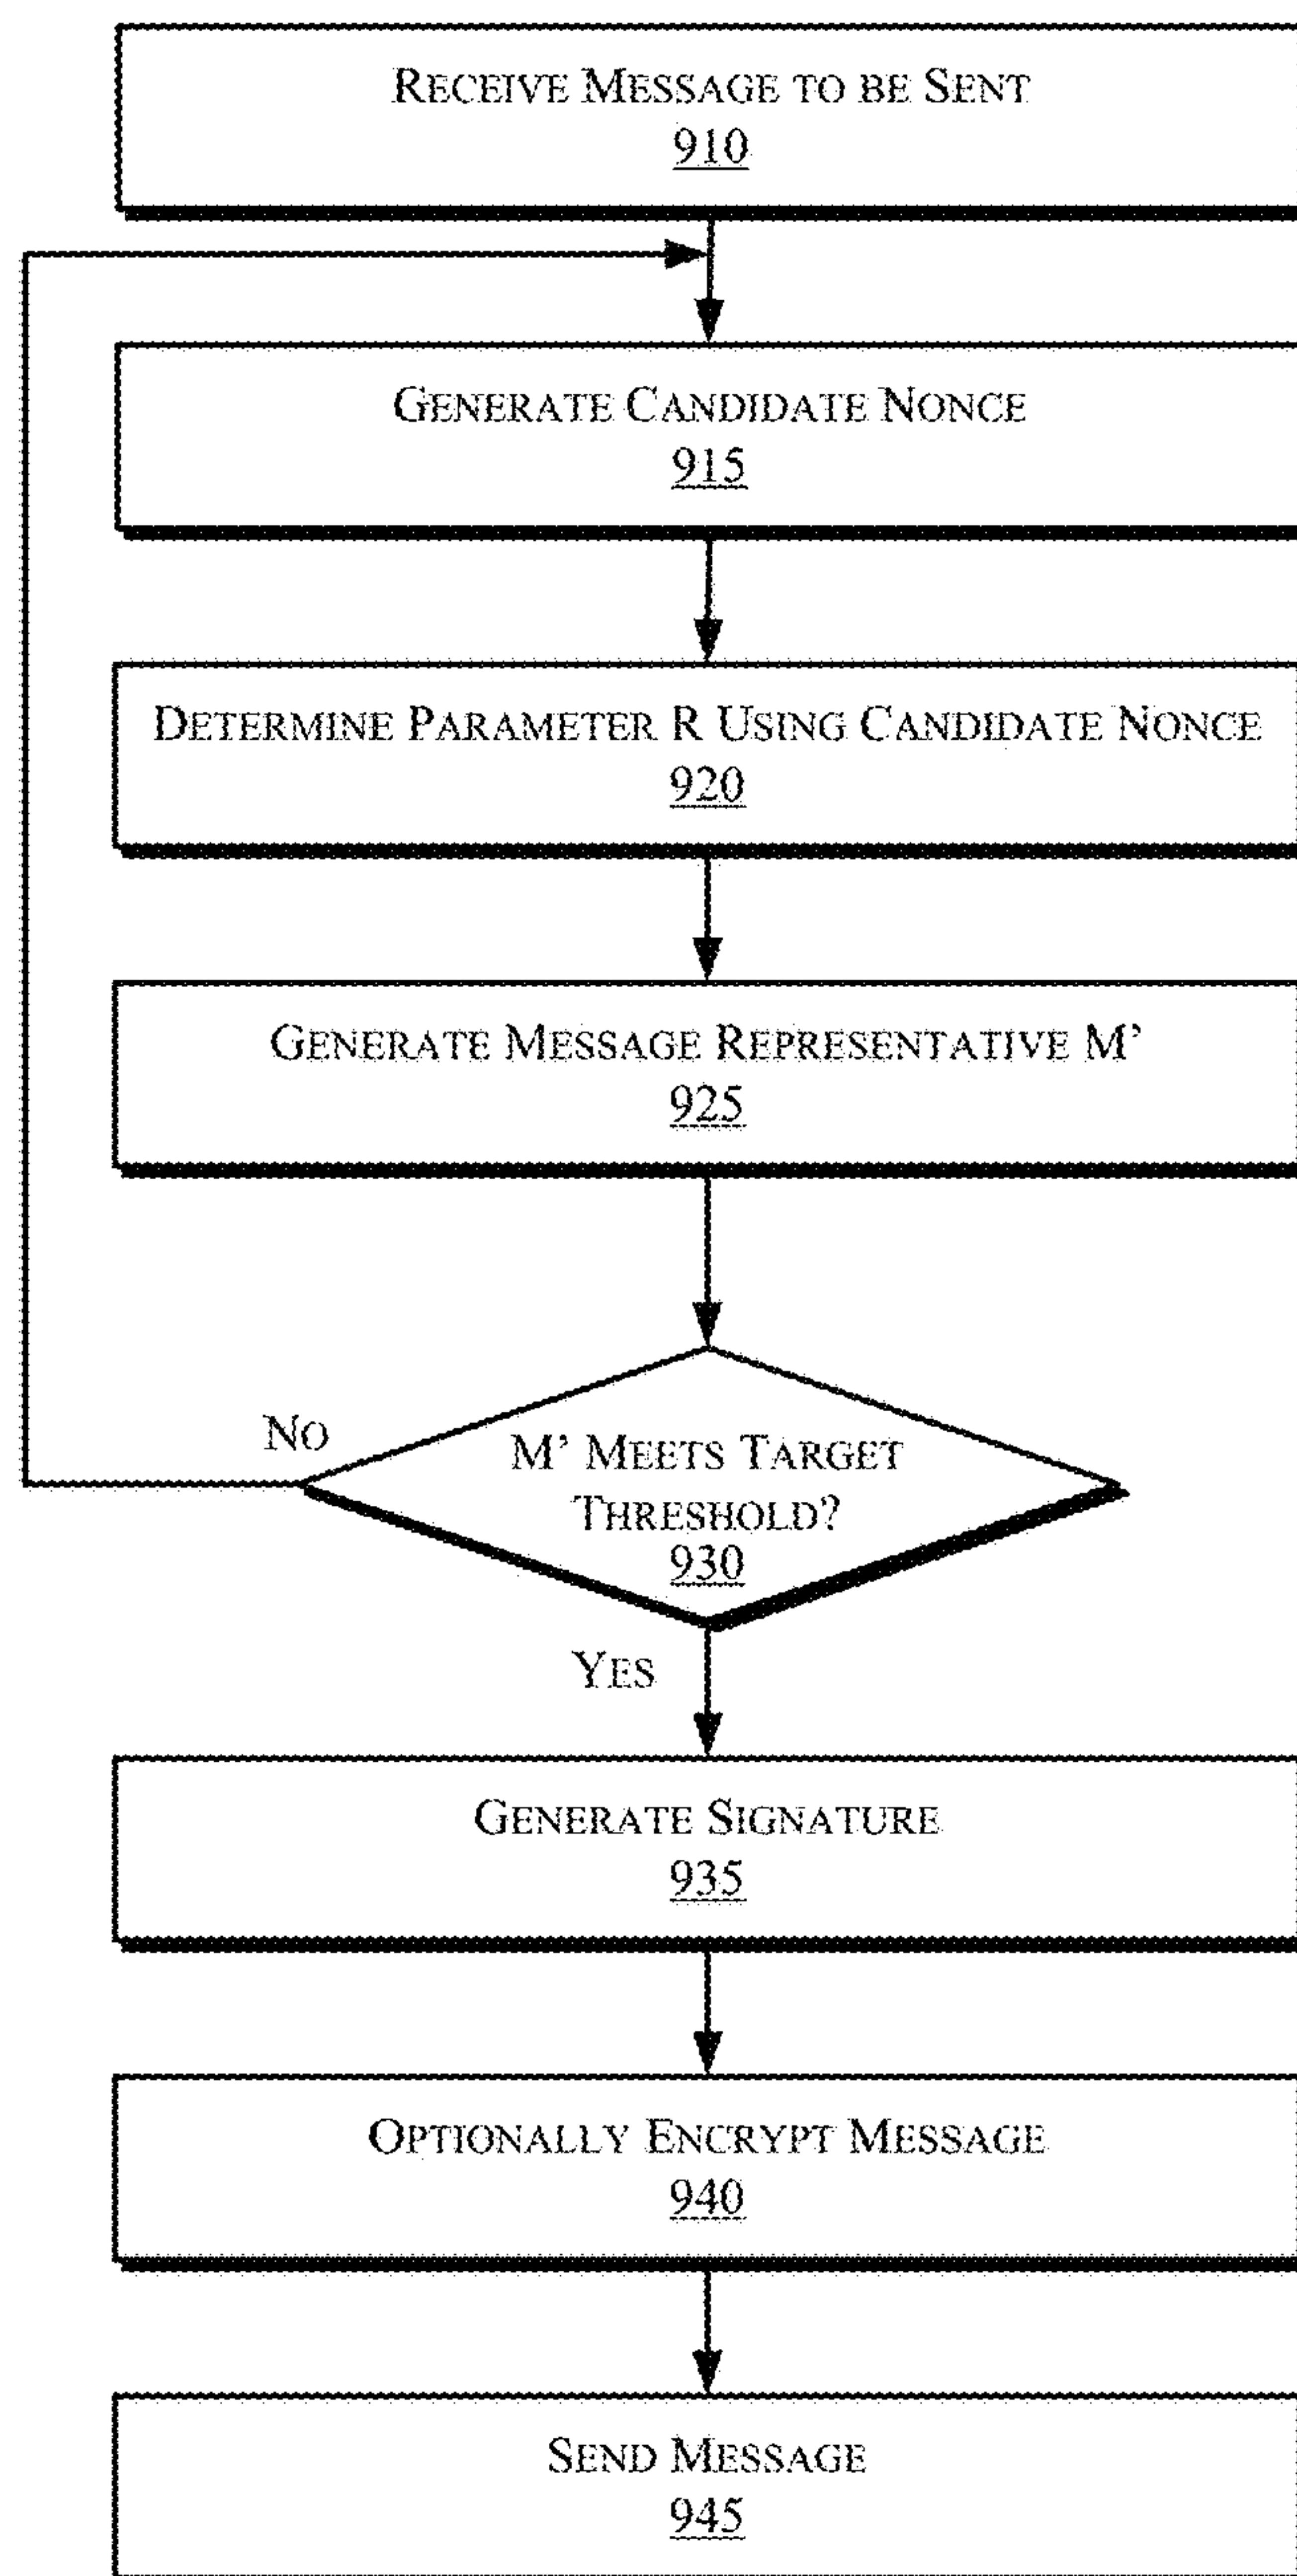 RECEIVE MESSAGE TO BE SENT
910
GENERATE CANDIDATE NONCE
915
DETERMINE PARAMETER R USING CANDIDATE NONCE
920
GENERATE MESSAGE REPRESENTATIVE M'
925
NO
M' MEETS TARGET
THRESHOLD?
930
YES
GENERATE SIGNATURE
935
OPTIONALLY ENCRYPT MESSAGE
940
SEND MESSAGE
945